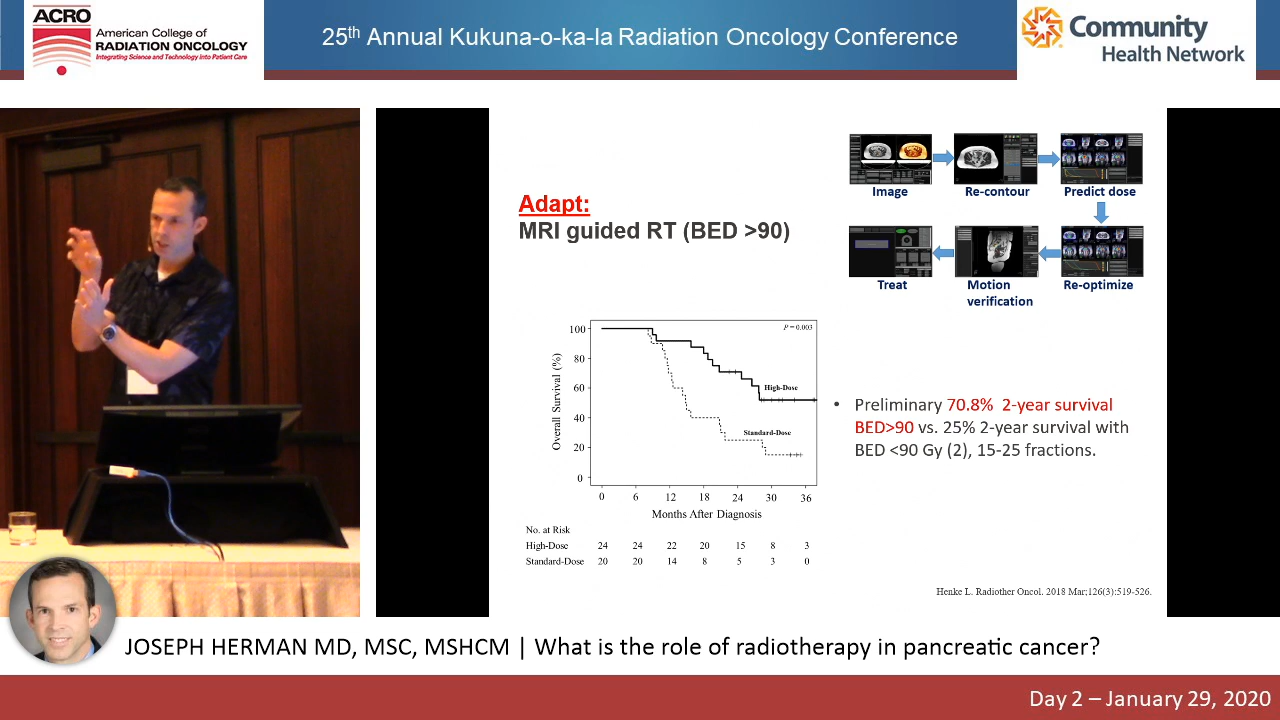 ACRO
American College of
RADIATION ONCOLOGY
Integrating Science and Technology Into Patient Care
25th Annual Kukuna-o-ka-la Radiation Oncology Conference
Community
Health Network
Image
Re-contour
Predict dose
Adapt:
MRI guided RT (BED >90)
Treat
Motion
verification
Re-optimize
Overall Survival (%)
100
80
60
40
20
0
P = 0.003
High-Dose
Standard-Dose
0 6 12 18 24 30 36
Months After Diagnosis
No. at Risk
High-Dose 24 24 22 20 15 8 3
Standard-Dose 20 20 14 8 5 3 0
• Preliminary 70.8% 2-year survival
BED>90 vs. 25% 2-year survival with
BED <90 Gy (2), 15-25 fractions.
Henke L. Radiother Oncol. 2018 Mar;126(3):519-526.
JOSEPH HERMAN MD, MSC, MSHCM | What is the role of radiotherapy in pancreatic cancer?
Day 2 – January 29, 2020